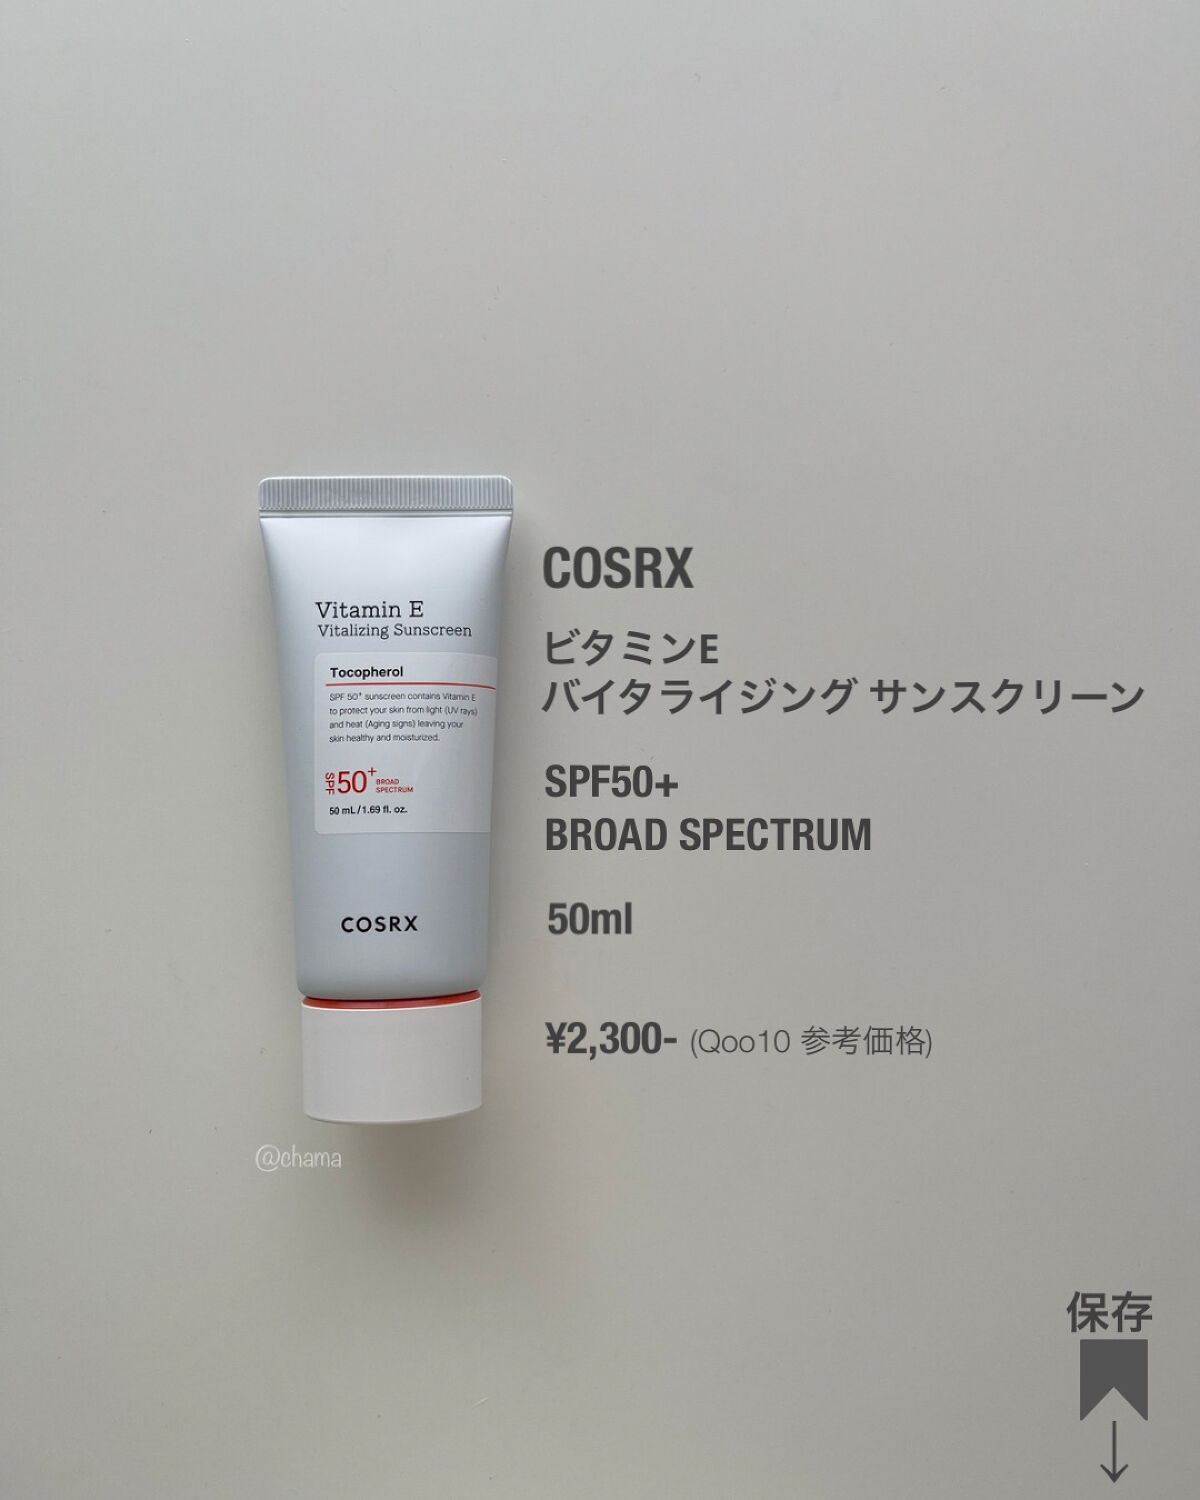 Vitamin E
Vitalizing Sunscreen
Tocopherol
SPF 50+ sunscreen contains Vitamin E
to protect your skin from light (UV rays)
and heat (Aging signs) leaving your
skin healthy and moisturized.
SPF 50+ BROAD
SPECTRUM
50 mL/1.69 fl. oz.
COSRX
COSRX
ビタミンE
バイタライジング サンスクリーン
SPF50+
BROAD SPECTRUM
50ml
¥2,300- (Qoo10 参考価格)
@chama
保存